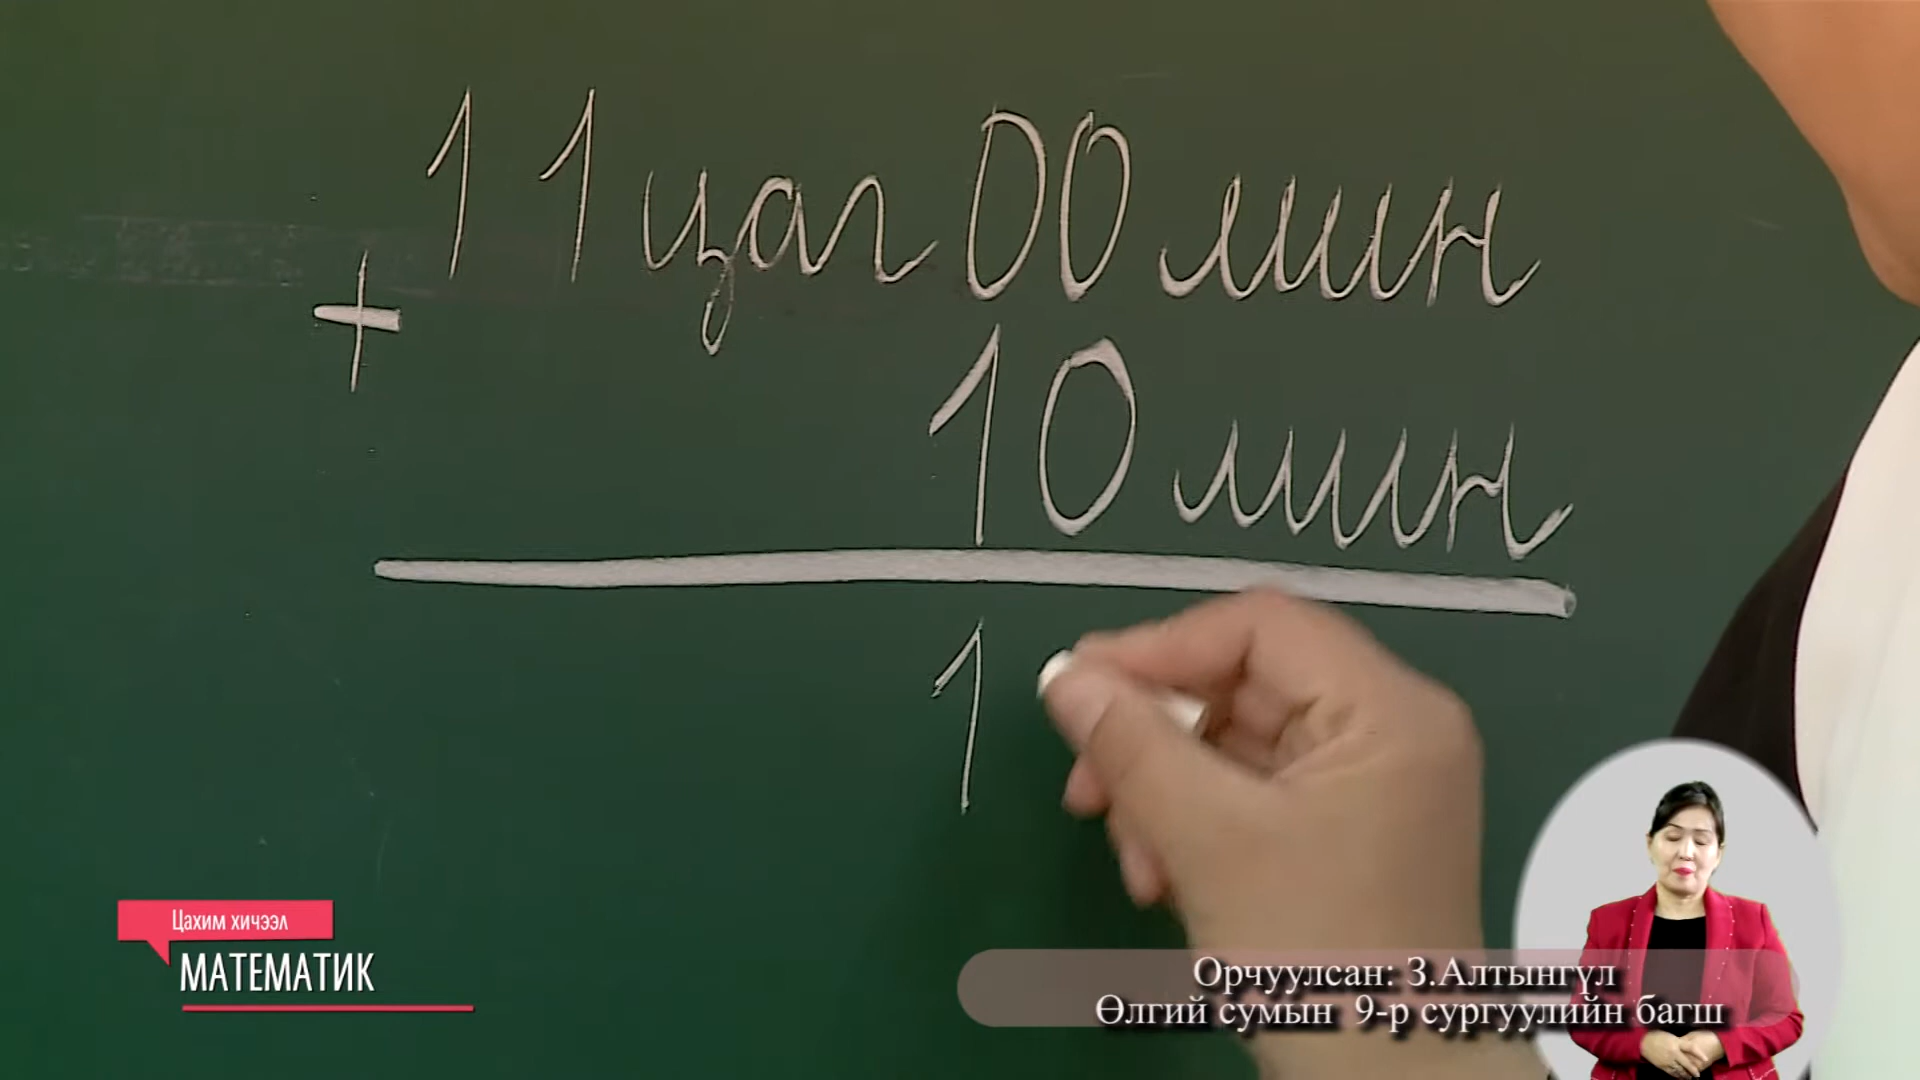 11 цаг 00 мин
+
10 мин
1
Цахим хичээл
МАТЕМАТИК
Орчуулсан: З.Алтынгүл
Өлгий сумын 9-р сургуулийн багш